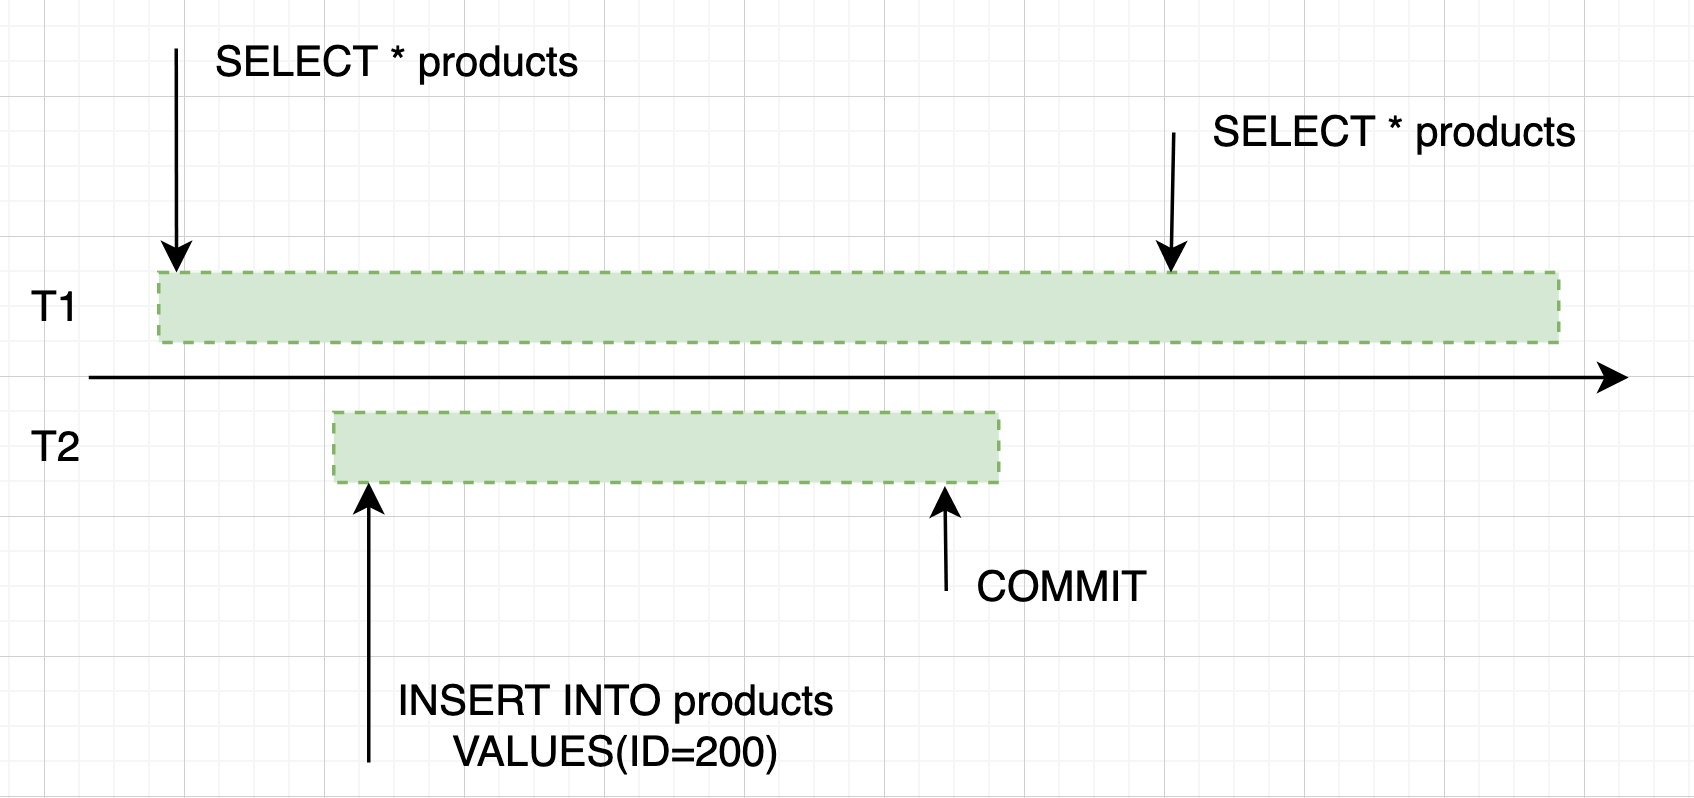 SELECT * products
SELECT * products
T1
T2
COMMIT
INSERT INTO products
VALUES(ID=200)